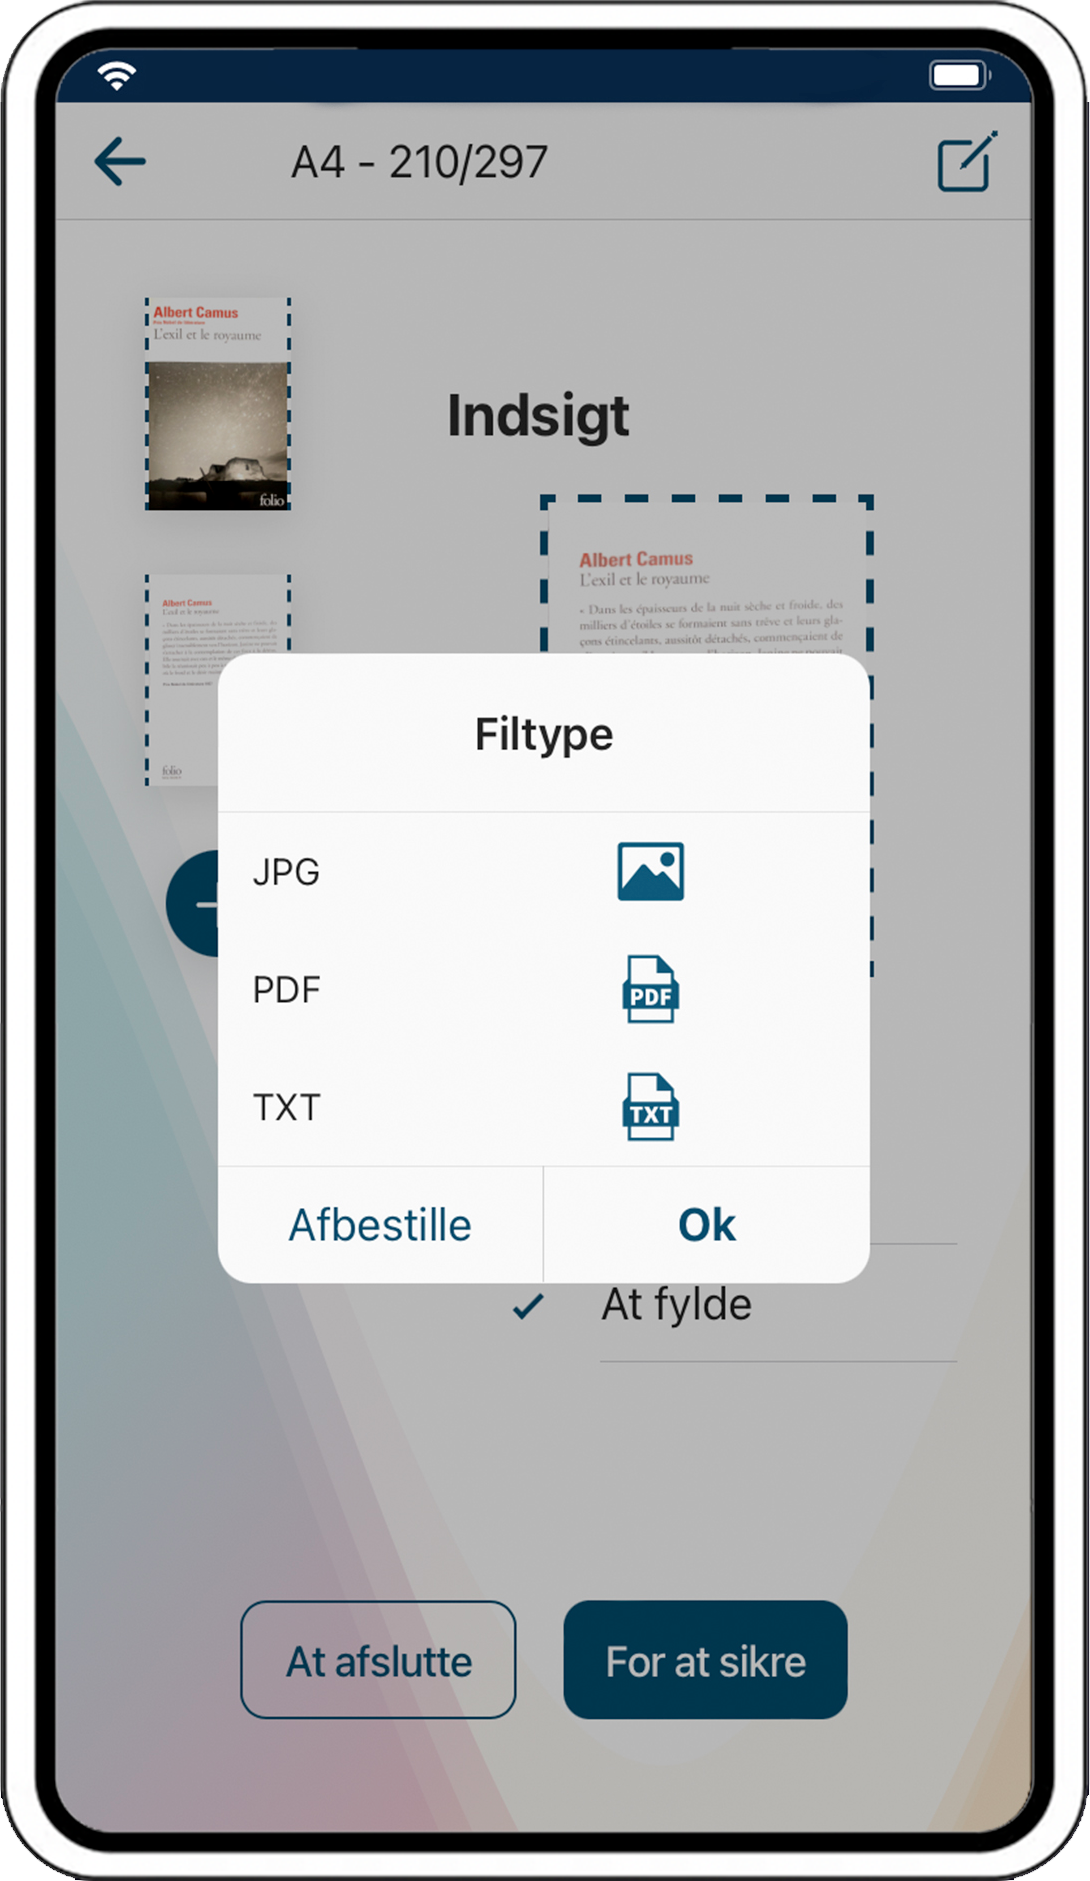 A4 - 210/297
Albert Camus
L'exil et le royaume
folio
Indsigt
Albert Camus
L'exil et le royaume
folio
Albert Camus
L'exil et le royaume
« Dans les épaisseurs de la nuit sèche et froide, des
milliers d'étoiles se formaient sans trêve et leurs gla-
çons étincelants, aussitôt détachés, commençaient de
Filtype
JPG
PDF
PDF
TXT
TXT
Afbestille
Ok
At fylde
At afslutte
For at sikre